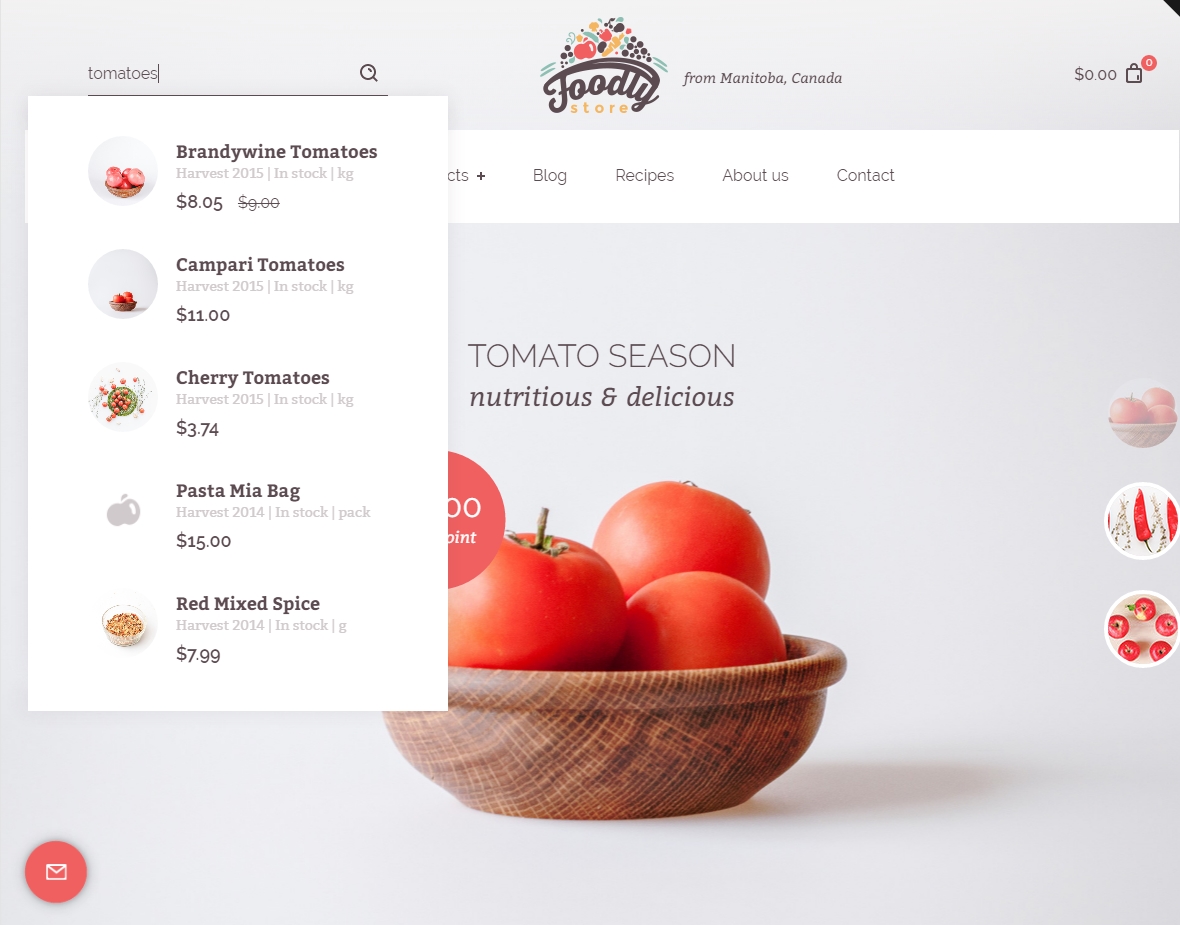 tomatoes
Foodly
store
from Manitoba, Canada
$0.00
0
Brandywine Tomatoes
Harvest 2015 | In stock | kg
$8.05 $9.00
Campari Tomatoes
Harvest 2015 | In stock | kg
$11.00
Cherry Tomatoes
Harvest 2015 | In stock | kg
$3.74
Pasta Mia Bag
Harvest 2014 | In stock | pack
$15.00
Red Mixed Spice
Harvest 2014 | In stock | g
$7.99
cts + Blog Recipes About us Contact
TOMATO SEASON
nutritious & delicious
00
oint